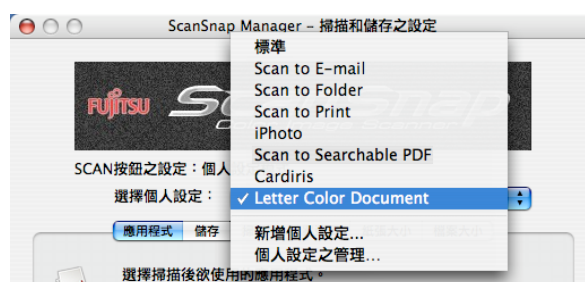 ScanSnap Manager – 掃描和儲存之設定
標準
Scan to E-mail
Scan to Folder
Scan to Print
iPhoto
Scan to Searchable PDF
Cardiris
✓ Letter Color Document
新增個人設定...
個人設定之管理...
FUJITSU
SCAN按鈕之設定：個人
選擇個人設定：
應用程式 儲存
選擇掃描後欲使用的應用程式。